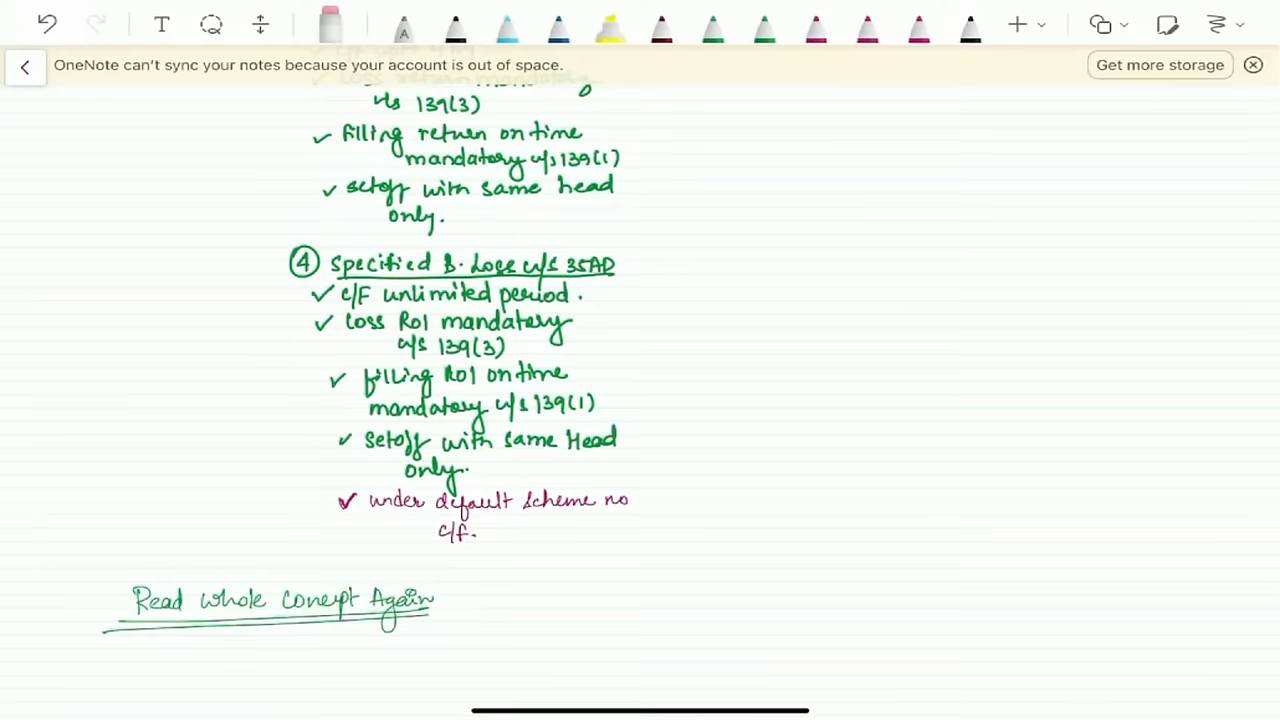 A
OneNote can't sync your notes because your account is out of space.
Get more storage
Loss return mandatory
u/s 139(3)
✓ filling return on time
mandatory u/s 139(1)
✓ setoff with same head
only.
④ Specified B. Loss u/s 35AD
✓ C/F unlimited period.
✓ Loss RoI mandatory
u/s 139(3)
✓ filling RoI on time
mandatory u/s 139(1)
✓ Setoff with same Head
only.
✓ under default scheme no
C/f.
Read whole concept Again